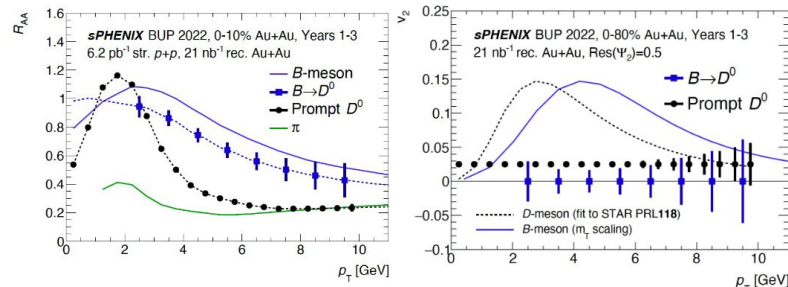 R_AA
sPHENIX BUP 2022, 0-10% Au+Au, Years 1-3
6.2 pb⁻¹ str. p+p, 21 nb⁻¹ rec. Au+Au
B-meson
B→D⁰
Prompt D⁰
π
1.6
1.4
1.2
1
0.8
0.6
0.4
0.2
0
0 2 4 6 8 10
p_T [GeV]
v₂
sPHENIX BUP 2022, 0-80% Au+Au, Years 1-3
21 nb⁻¹ rec. Au+Au, Res(Ψ₂)=0.5
B→D⁰
Prompt D⁰
0.2
0.15
0.1
0.05
0
−0.05
−0.1
D-meson (fit to STAR PRL118)
B-meson (m_T scaling)
0 2 4 6 8 10
p_T [GeV]